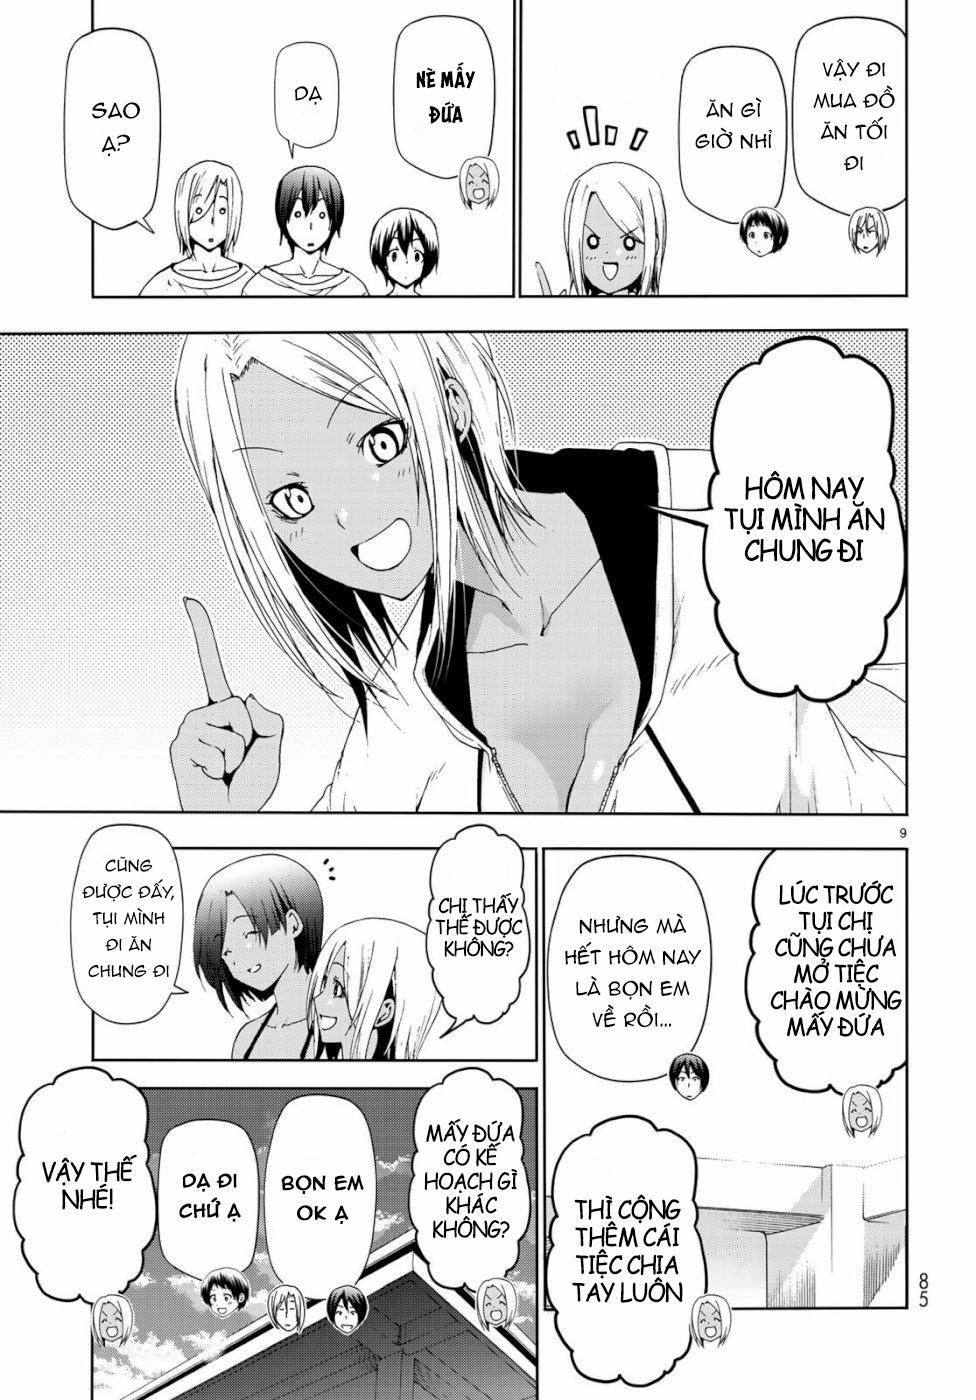 VẬY ĐI
MUA ĐỒ
ĂN TỐI
ĐI
ĂN GÌ
GIỜ NHỈ
NÈ MẤY
ĐỨA
DẠ
SAO
Ạ?
HÔM NAY
TỤI MÌNH ĂN
CHUNG ĐI
9
LÚC TRƯỚC
TỤI CHỊ
CŨNG CHƯA
MỞ TIỆC
CHÀO MỪNG
MẤY ĐỨA
NHƯNG MÀ
HẾT HÔM NAY
LÀ BỌN EM
VỀ RỒI...
THÌ CỘNG
THÊM CÁI
TIỆC CHIA
TAY LUÔN
CHỊ THẤY
THẾ ĐƯỢC
KHÔNG?
CŨNG
ĐƯỢC ĐẤY,
TỤI MÌNH
ĐI ĂN
CHUNG ĐI
MẤY ĐỨA
CÓ KẾ
HOẠCH GÌ
KHÁC
KHÔNG?
BỌN EM
OK Ạ
DẠ ĐI
CHỨ Ạ
VẬY THẾ
NHÉ!
85